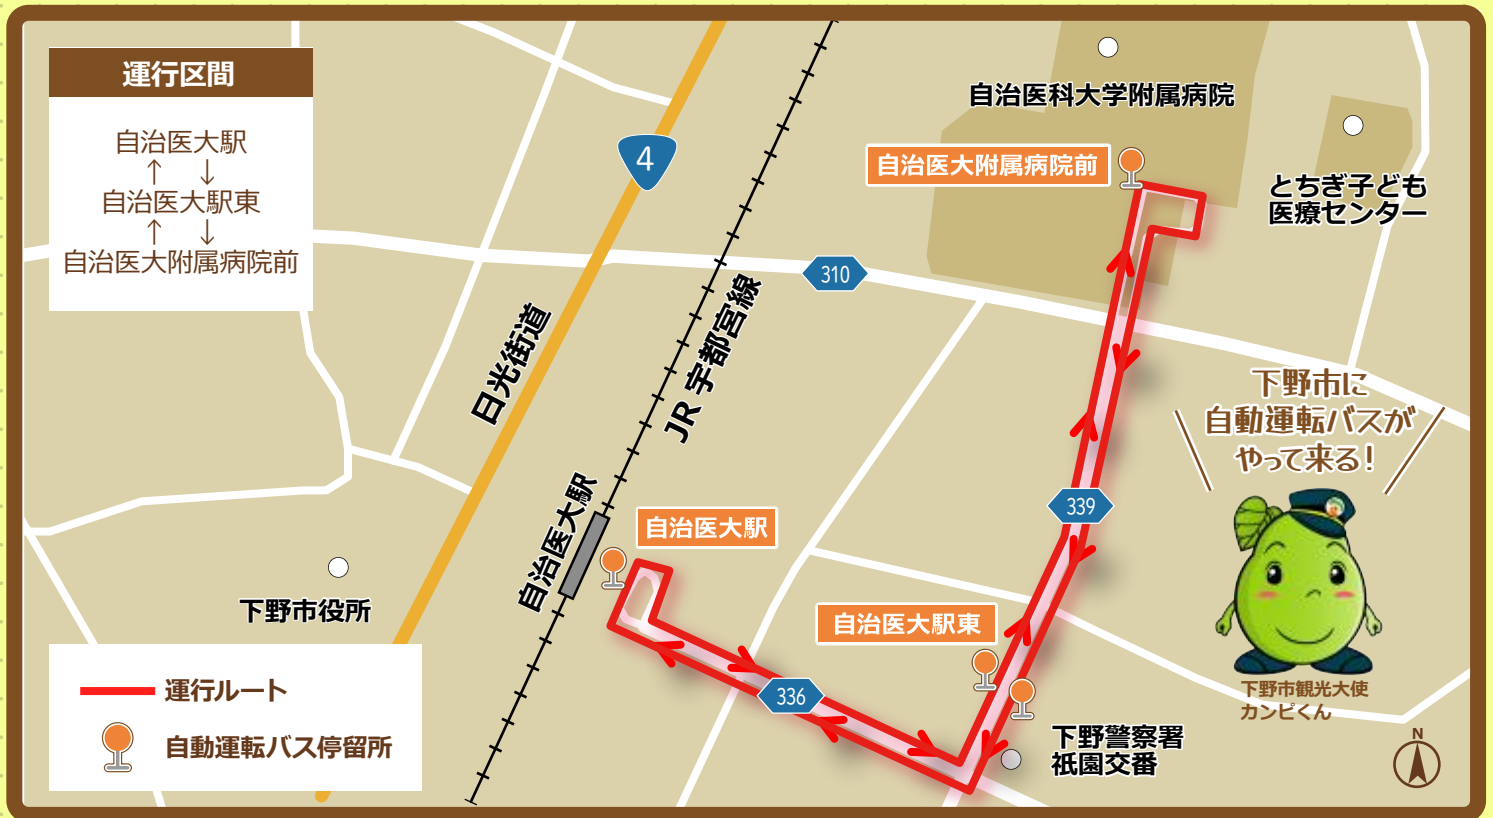 運行区間
自治医大駅
↑ ↓
自治医大駅東
↑ ↓
自治医大附属病院前
4
自治医科大学附属病院
自治医大附属病院前
とちぎ子ども
医療センター
310
日光街道
JR 宇都宮線
下野市に
自動運転バスが
やって来る!
339
自治医大駅
自治医大駅
下野市役所
自治医大駅東
336
下野警察署
祇園交番
下野市観光大使
カンピくん
運行ルート
自動運転バス停留所
N